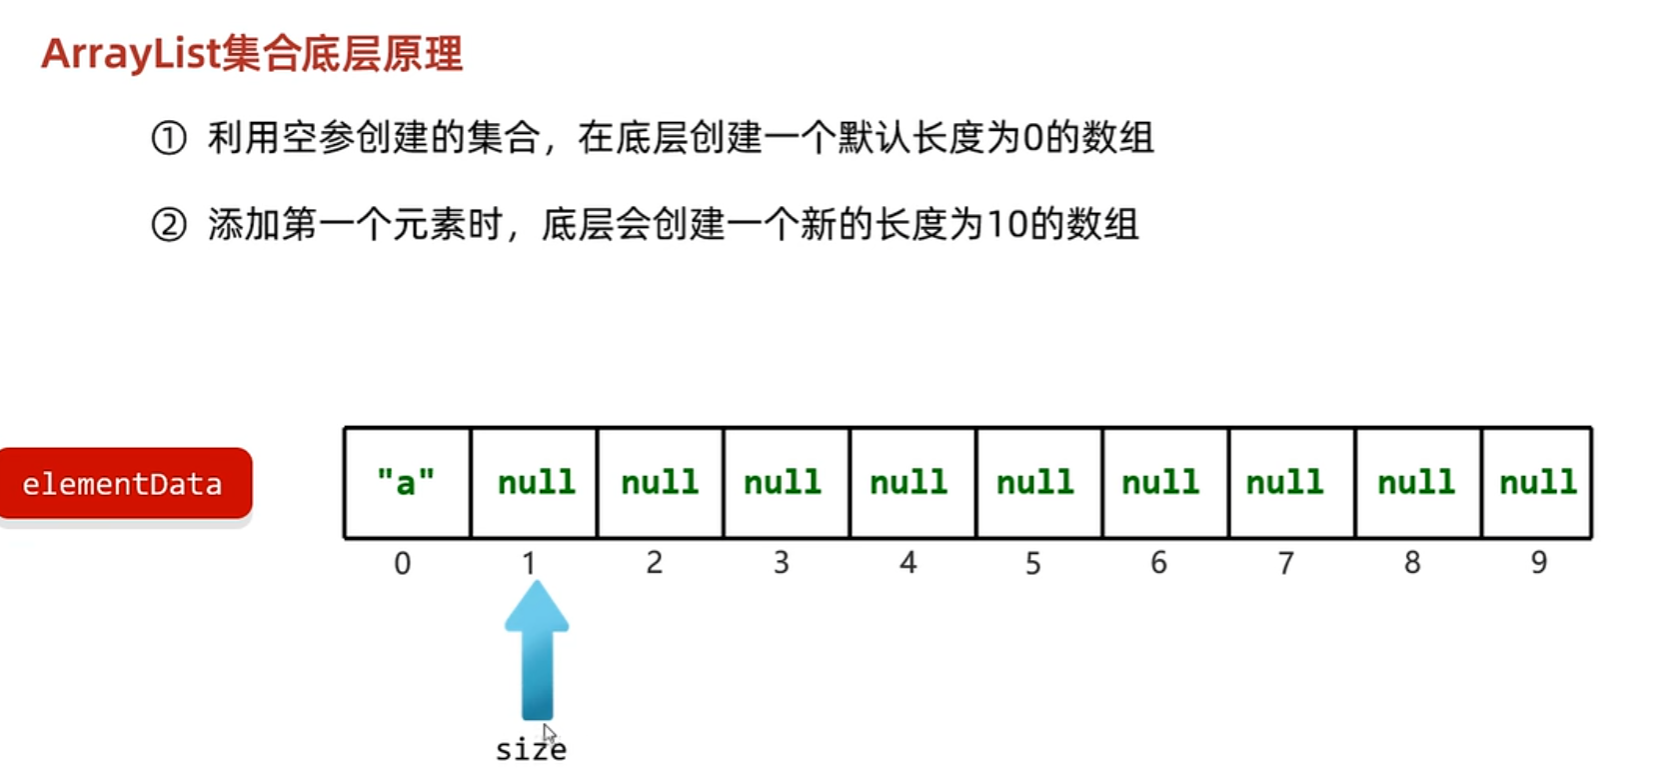 ArrayList集合底层原理
① 利用空参创建的集合，在底层创建一个默认长度为0的数组
② 添加第一个元素时，底层会创建一个新的长度为10的数组
elementData "a" null null null null null null null null null
0 1 2 3 4 5 6 7 8 9
size